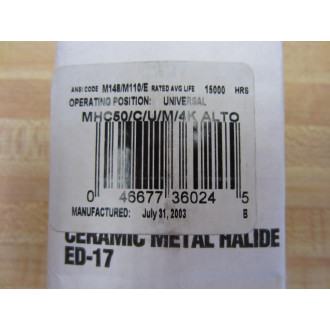 ANSI CODE M148/M110/E RATED AVG LIFE 15000 HRS
OPERATING POSITION: UNIVERSAL
MHC50/C/U/M/4K ALTO
0 46677 36024 5
MANUFACTURED: July 31, 2003 B
CERAMIC METAL HALIDE
ED-17